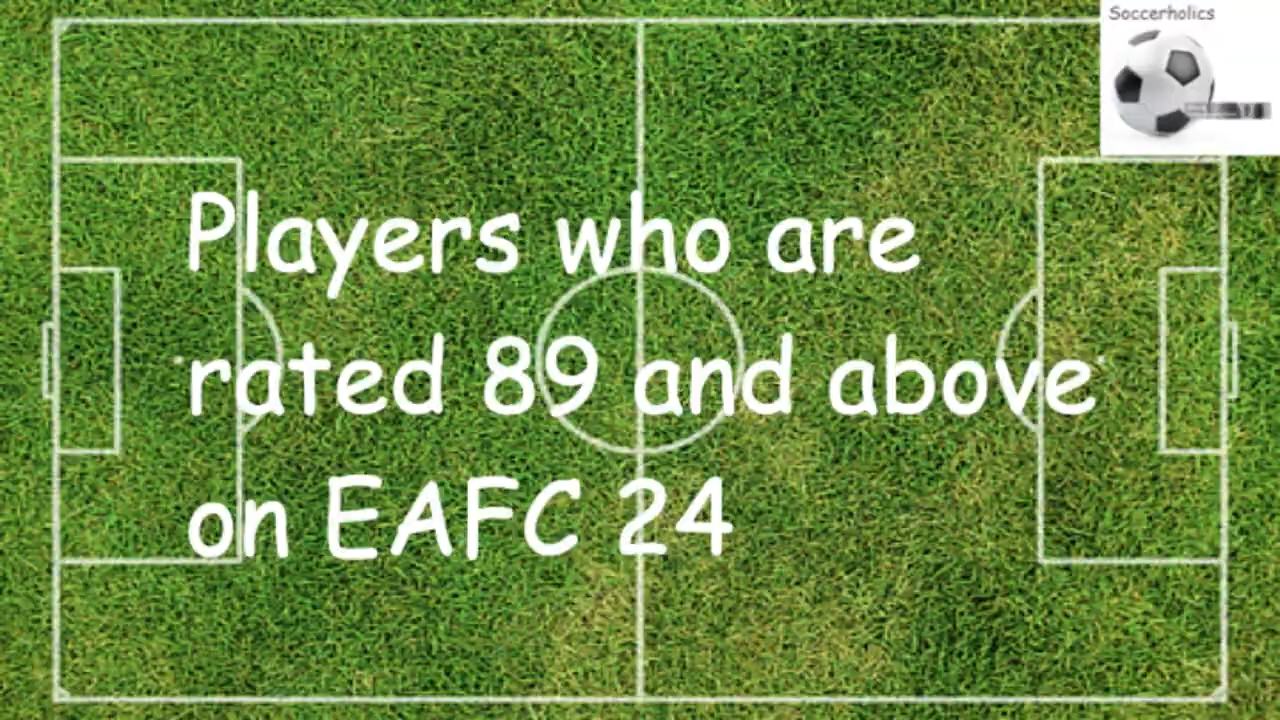 Soccerholics
Players who are
rated 89 and above
on EAFC 24